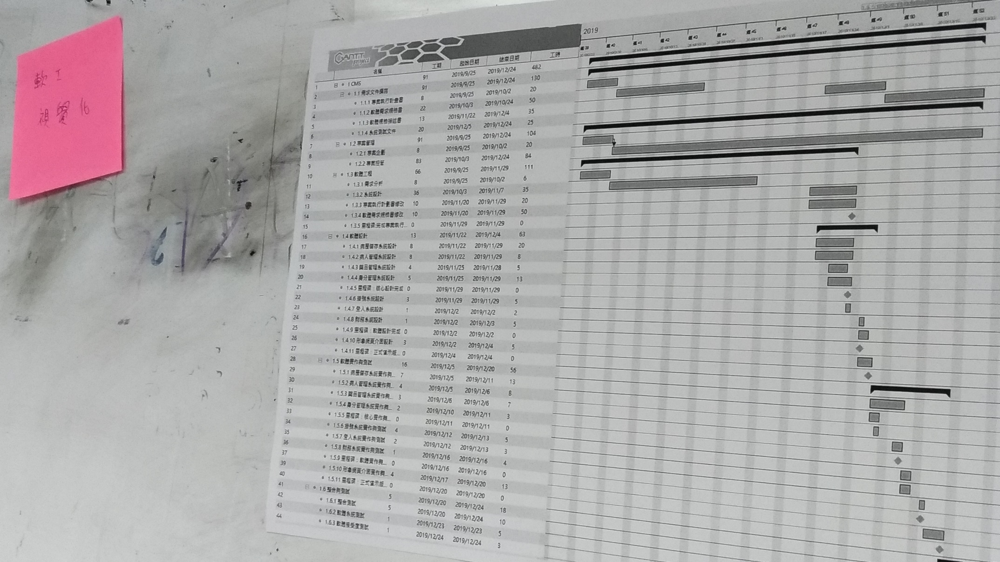 軟工
視覺化
GANTT
project
2019
名稱 工期 起始日期 結束日期 工時
週39 週40 週41 週42 週43 週44 週45 週46 週47 週48 週49 週50 週51 週52
1 1 CMS 91 2019/9/25 2019/12/24 482
2 1.1 需求文件撰寫 91 2019/9/25 2019/12/24 130
3 1.1.1 專案執行計畫書 8 2019/9/25 2019/10/2 20
4 1.1.2 軟體需求規格書 22 2019/10/3 2019/10/24 50
5 1.1.3 軟體規格描述書 13 2019/11/22 2019/12/4 35
6 1.1.4 系統測試文件 20 2019/12/5 2019/12/24 25
7 1.2 專案管理 91 2019/9/25 2019/12/24 104
8 1.2.1 專案企劃 8 2019/9/25 2019/10/2 20
9 1.2.2 專案控管 83 2019/10/3 2019/12/24 84
10 1.3 軟體工程 66 2019/9/25 2019/11/29 111
11 1.3.1 需求分析 8 2019/9/25 2019/10/2 6
12 1.3.2 系統設計 36 2019/10/3 2019/11/7 35
13 1.3.3 專案執行計劃書修改 10 2019/11/20 2019/11/29 20
14 1.3.4 軟體需求規格書修改 10 2019/11/20 2019/11/29 50
15 1.3.5 里程碑:完成專案執行... 0 2019/11/29 2019/11/29 0
16 1.4 軟體設計 13 2019/11/22 2019/12/4 63
17 1.4.1 病歷儲存系統設計 8 2019/11/22 2019/11/29 20
18 1.4.2 病人管理系統設計 8 2019/11/22 2019/11/29 8
19 1.4.3 藥品管理系統設計 4 2019/11/25 2019/11/28 5
20 1.4.4 身分管理系統設計 5 2019/11/25 2019/11/29 13
21 1.4.5 里程碑：核心設計完成 0 2019/11/29 2019/11/29 0
22 1.4.6 掛號系統設計 3 2019/11/29 2019/11/29 5
23 1.4.7 登入系統設計 1 2019/12/2 2019/12/2 2
24 1.4.8 財務系統設計 1 2019/12/2 2019/12/3 5
25 1.4.9 里程碑：軟體設計完成 0 2019/12/2 2019/12/2 0
26 1.4.10 形象網頁介面設計 3 2019/12/2 2019/12/4 5
27 1.4.11 里程碑：正式演示版... 0 2019/12/4 2019/12/4 0
28 1.5 軟體實作與測試 16 2019/12/5 2019/12/20 56
29 1.5.1 病歷儲存系統實作與... 7 2019/12/5 2019/12/11 13
30 1.5.2 病人管理系統實作與... 4 2019/12/5 2019/12/6 8
31 1.5.3 藥品管理系統實作與... 3 2019/12/6 2019/12/6 7
32 1.5.4 身分管理系統實作與... 2 2019/12/10 2019/12/11 3
33 1.5.5 里程碑：核心實作與... 0 2019/12/11 2019/12/11 0
34 1.5.6 掛號系統實作與測試 4 2019/12/12 2019/12/13 5
35 1.5.7 登入系統實作與測試 2 2019/12/12 2019/12/13 3
36 1.5.8 財務系統實作與測試 1 2019/12/16 2019/12/16 4
37 1.5.9 里程碑：軟體實作與... 0 2019/12/16 2019/12/16 0
39 1.5.10 形象網頁介面實作與... 4 2019/12/17 2019/12/20 13
40 1.5.11 里程碑：正式演示版... 0 2019/12/20 2019/12/20 0
41 1.6 整合與測試 5 2019/12/20 2019/12/24 18
42 1.6.1 整合測試 5 2019/12/20 2019/12/24 10
43 1.6.2 軟體系統測試 1 2019/12/23 2019/12/23 5
44 1.6.3 軟體接受度測試 1 2019/12/24 2019/12/24 3